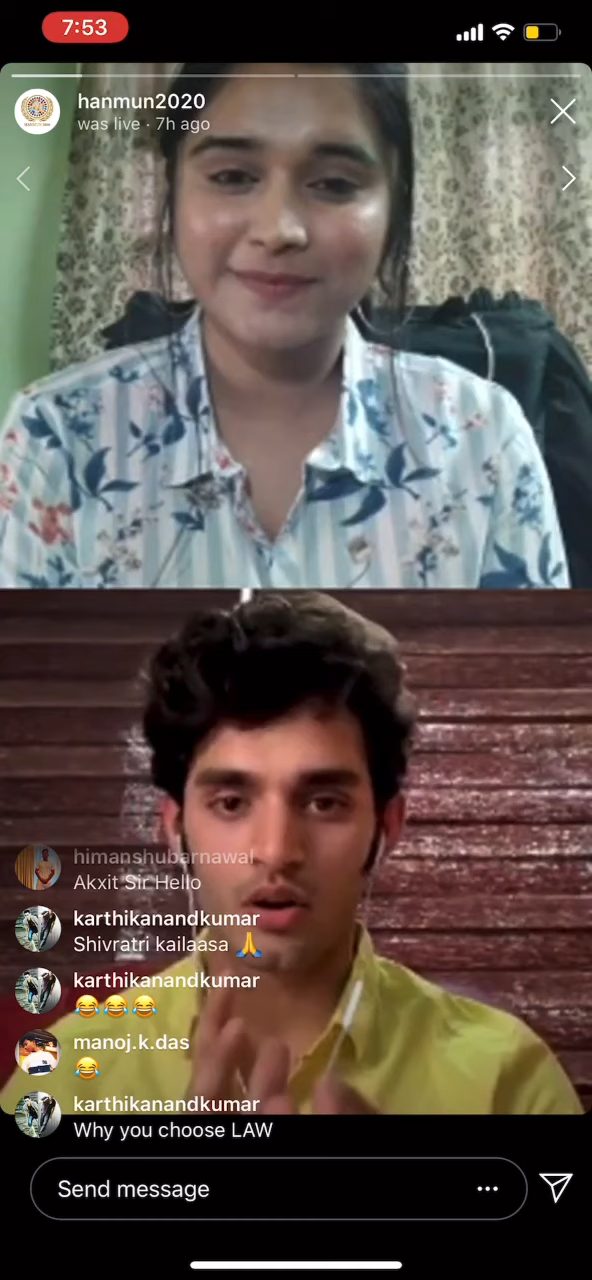 7:53
hanmun2020
was live · 7h ago
himanshubarnawal
Akxit Sir Hello
karthikanandkumar
Shivratri kailaasa 🙏
karthikanandkumar
😂😂😂
manoj.k.das
😂
karthikanandkumar
Why you choose LAW
Send message